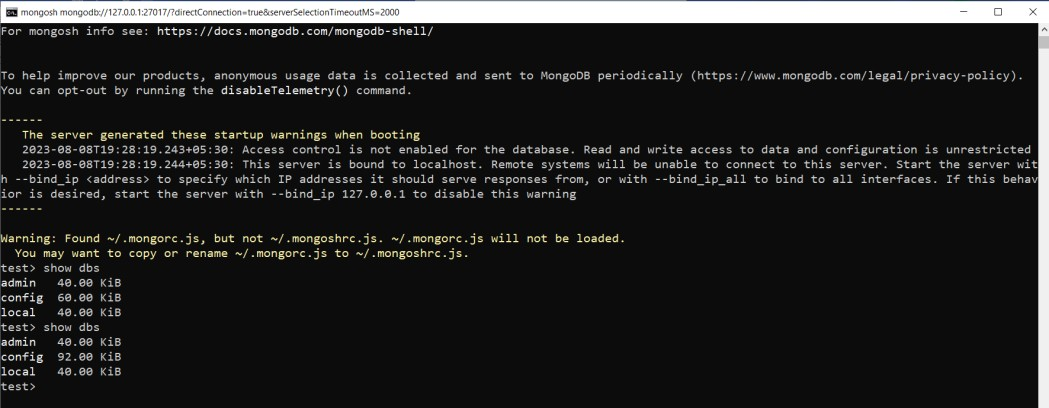 mongosh mongodb://127.0.0.1:27017/?directConnection=true&serverSelectionTimeoutMS=2000
For mongosh info see: https://docs.mongodb.com/mongodb-shell/
To help improve our products, anonymous usage data is collected and sent to MongoDB periodically (https://www.mongodb.com/legal/privacy-policy).
You can opt-out by running the disableTelemetry() command.
------
The server generated these startup warnings when booting
2023-08-08T19:28:19.243+05:30: Access control is not enabled for the database. Read and write access to data and configuration is unrestricted
2023-08-08T19:28:19.244+05:30: This server is bound to localhost. Remote systems will be unable to connect to this server. Start the server wit
h --bind_ip <address> to specify which IP addresses it should serve responses from, or with --bind_ip_all to bind to all interfaces. If this behav
ior is desired, start the server with --bind_ip 127.0.0.1 to disable this warning
------
Warning: Found ~/.mongorc.js, but not ~/.mongoshrc.js. ~/.mongorc.js will not be loaded.
You may want to copy or rename ~/.mongorc.js to ~/.mongoshrc.js.
test> show dbs
admin 40.00 KiB
config 60.00 KiB
local 40.00 KiB
test> show dbs
admin 40.00 KiB
config 92.00 KiB
local 40.00 KiB
test>